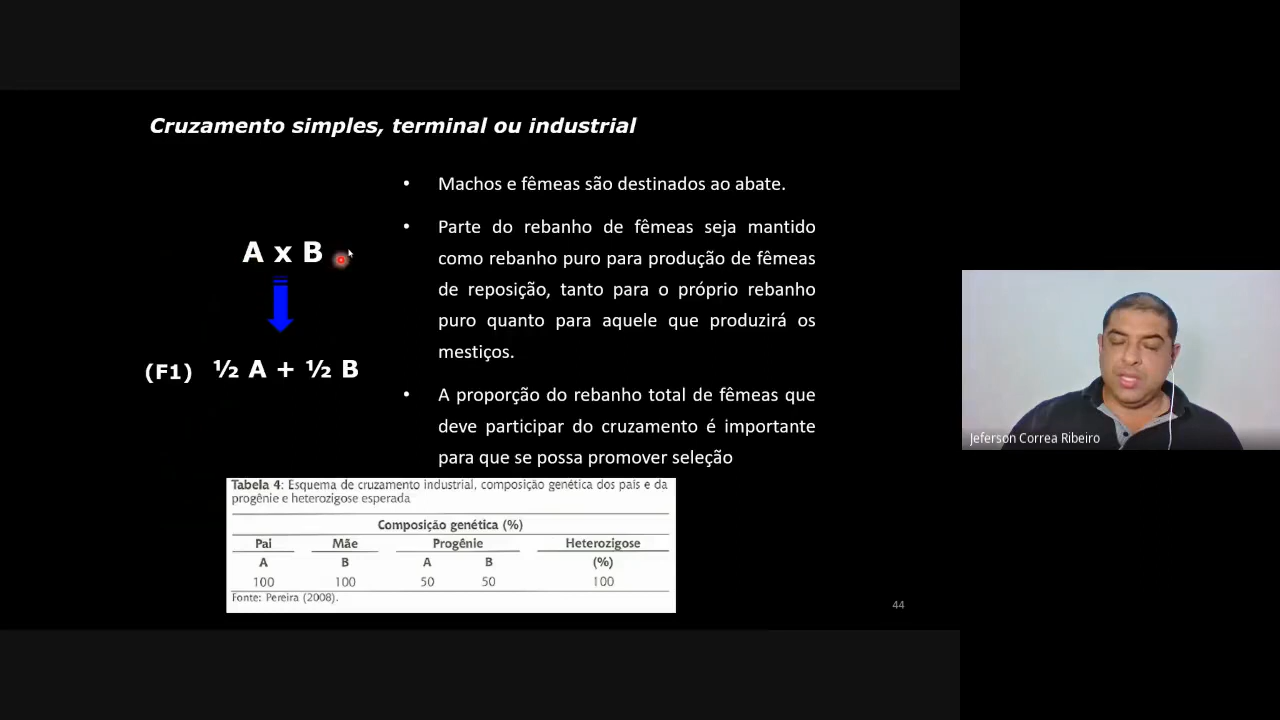 Cruzamento simples, terminal ou industrial
A x B
(F1) ½ A + ½ B
• Machos e fêmeas são destinados ao abate.
• Parte do rebanho de fêmeas seja mantido
como rebanho puro para produção de fêmeas
de reposição, tanto para o próprio rebanho
puro quanto para aquele que produzirá os
mestiços.
• A proporção do rebanho total de fêmeas que
deve participar do cruzamento é importante
para que se possa promover seleção
Tabela 4: Esquema de cruzamento industrial, composição genética dos pais e da
progênie e heterozigose esperada
Composição genética (%)
Pai Mãe Progênie Heterozigose
A B A B (%)
100 100 50 50 100
Fonte: Pereira (2008).
44
Jeferson Correa Ribeiro